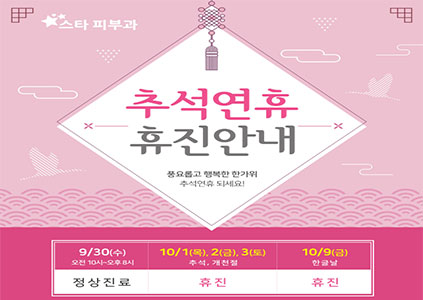 스타 피부과
추석연휴
휴진안내
풍요롭고 행복한 한가위
추석연휴 되세요!
9/30(수) 10/1(목), 2(금), 3(토) 10/9(금)
오전 10시~오후 8시 추석, 개천절 한글날
정상진료 휴진 휴진